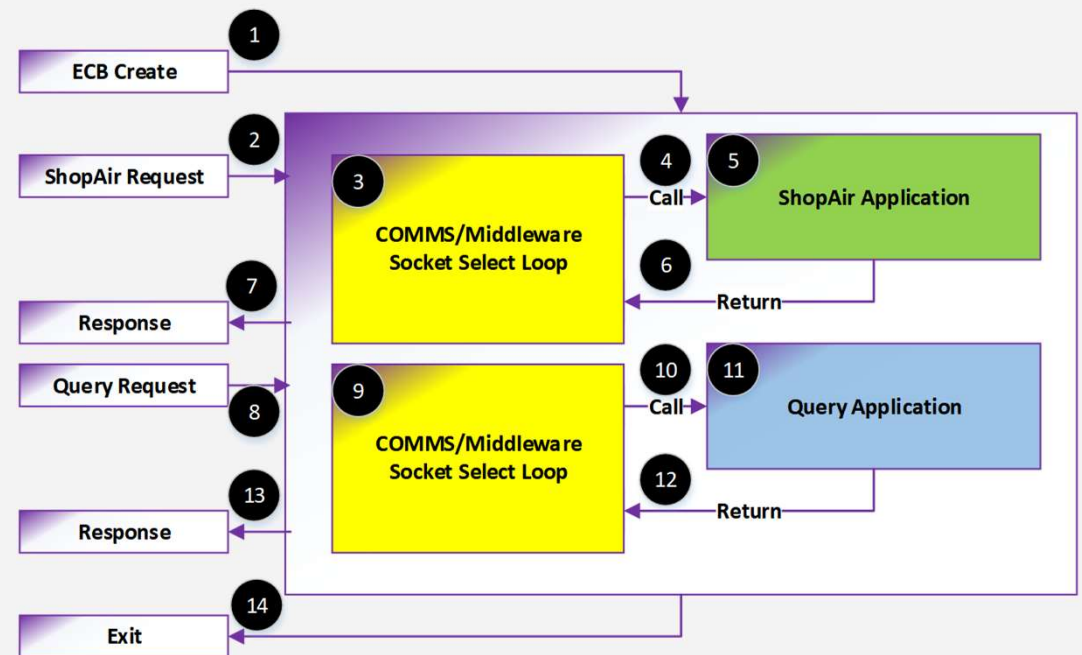 1
ECB Create
2
ShopAir Request
3
4
5
Call
ShopAir Application
COMMS/Middleware
Socket Select Loop
6
7
Return
Response
Query Request
8
9
10
11
Call
Query Application
COMMS/Middleware
Socket Select Loop
12
13
Return
Response
14
Exit